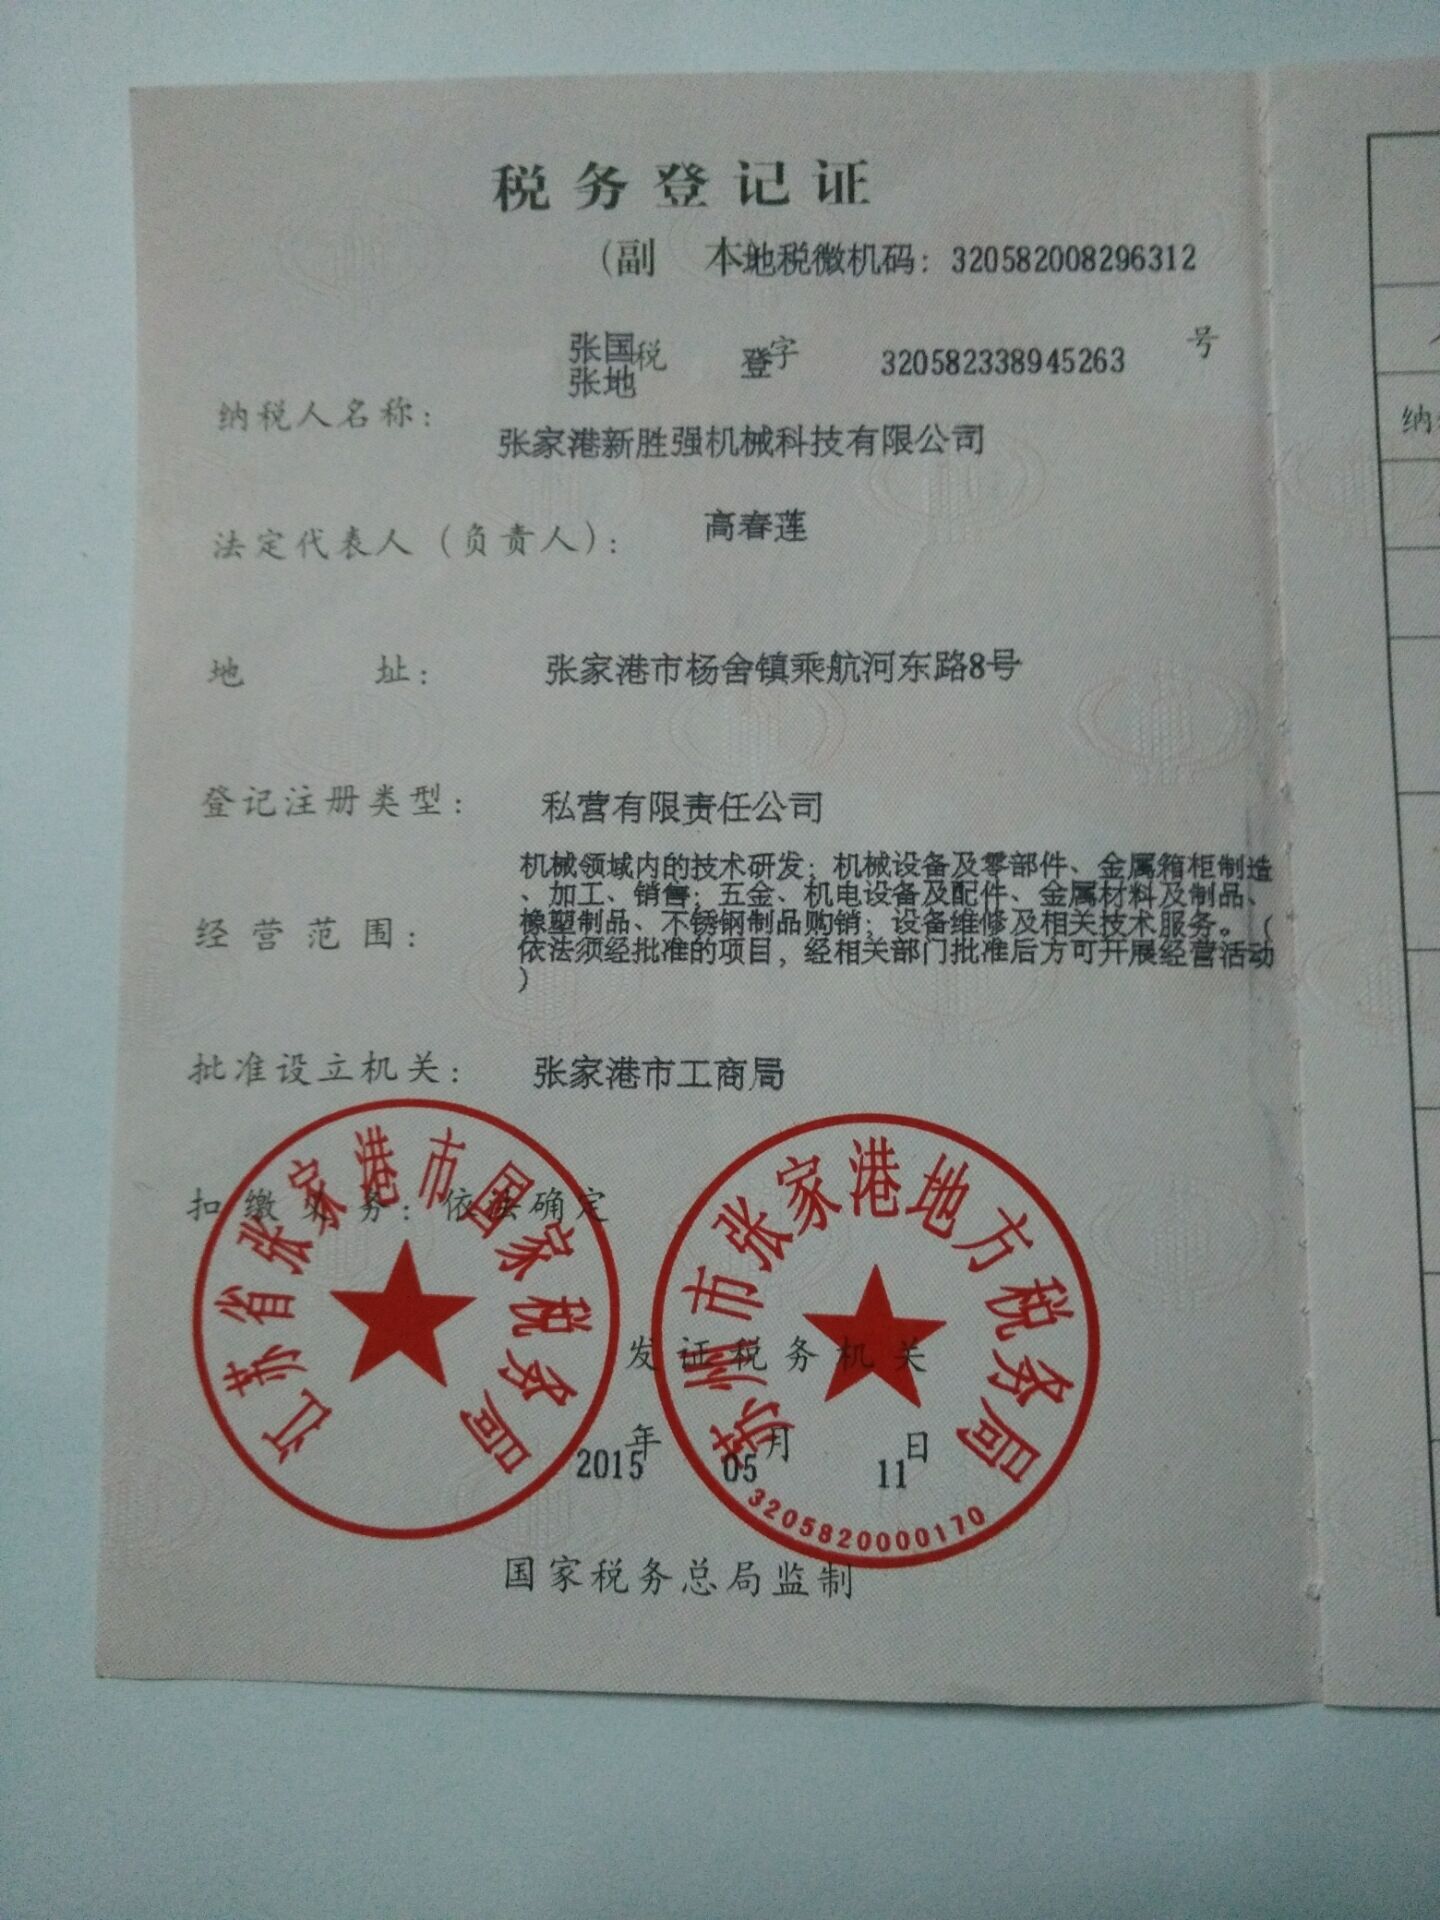 税务登记证
(副 本)地税微机码：320582008296312
张国
张地 税 登字 320582338945263 号
纳税人名称：
张家港新胜强机械科技有限公司
法定代表人（负责人）： 高春莲
地 址： 张家港市杨舍镇乘航河东路8号
登记注册类型： 私营有限责任公司
机械领域内的技术研发；机械设备及零部件、金属箱柜制造
、加工、销售；五金、机电设备及配件、金属材料及制品、
经营范围： 橡塑制品、不锈钢制品购销；设备维修及相关技术服务。（
依法须经批准的项目，经相关部门批准后方可开展经营活动
）
批准设立机关： 张家港市工商局
扣缴义务：依法确定
江苏省张家港市国家税务局
苏州市张家港地方税务局
3205820000170
发证税务机关
2015年 05月 11日
国家税务总局监制
纳